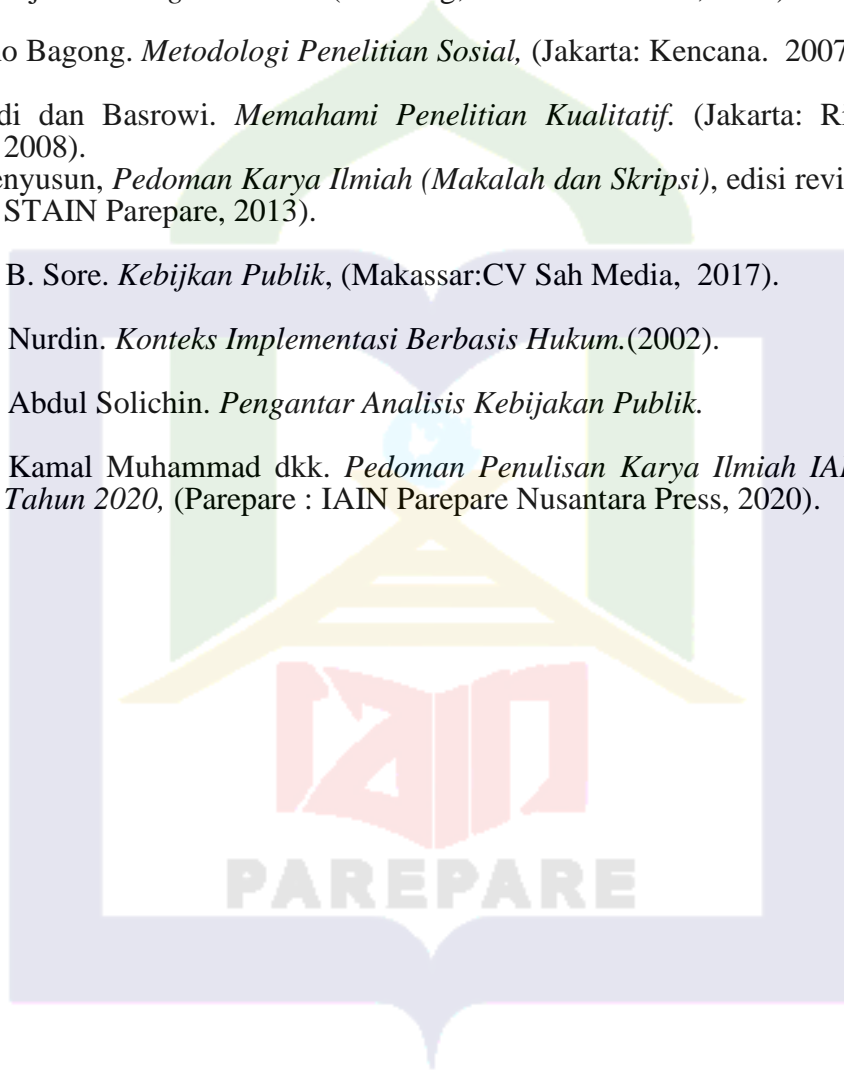 o Bagong. Metodologi Penelitian Sosial, (Jakarta: Kencana. 2007
di dan Basrowi. Memahami Penelitian Kualitatif. (Jakarta: Ri
2008).
enyusun, Pedoman Karya Ilmiah (Makalah dan Skripsi), edisi revi
STAIN Parepare, 2013).
B. Sore. Kebijkan Publik, (Makassar:CV Sah Media, 2017).
Nurdin. Konteks Implementasi Berbasis Hukum.(2002).
Abdul Solichin. Pengantar Analisis Kebijakan Publik.
Kamal Muhammad dkk. Pedoman Penulisan Karya Ilmiah IAI
Tahun 2020, (Parepare : IAIN Parepare Nusantara Press, 2020).
iain
PAREPARE